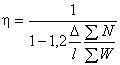 η = 1 / (1 − 1,2 (Δ / l) (∑ N / ∑ W))